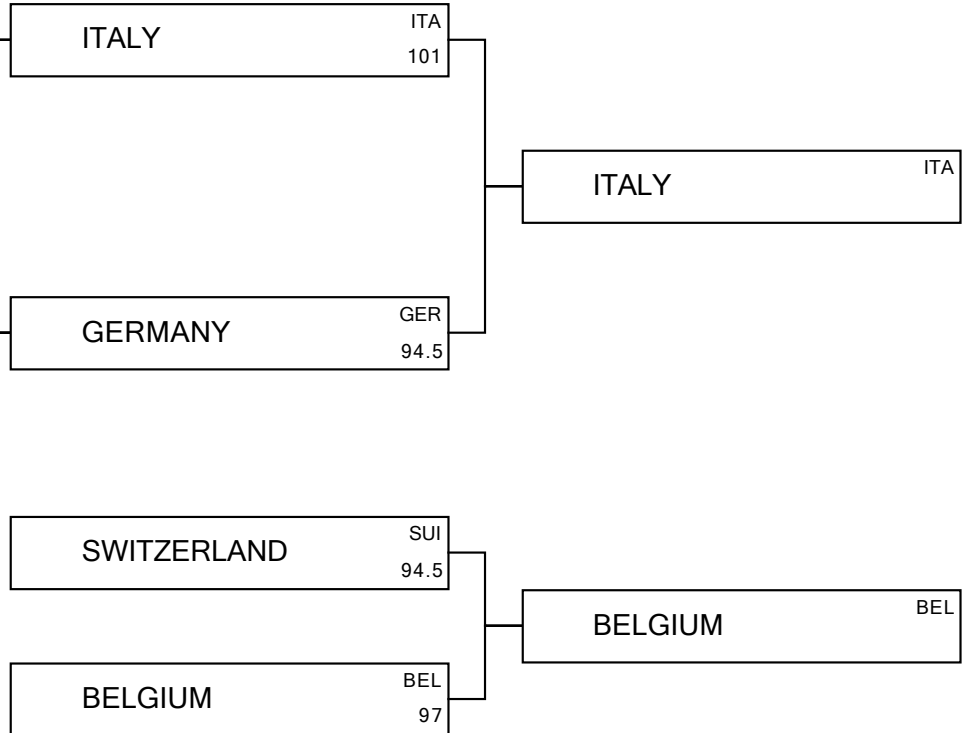 ITALY ITA
101
ITALY ITA
GERMANY GER
94.5
SWITZERLAND SUI
94.5
BELGIUM BEL
BELGIUM BEL
97